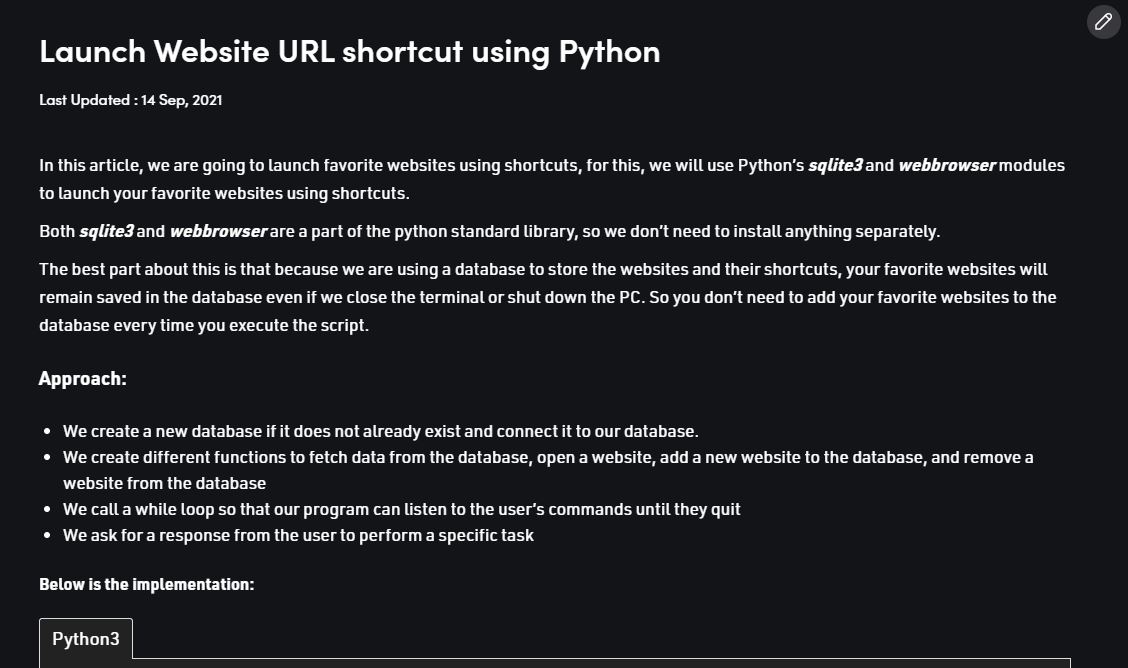 Launch Website URL shortcut using Python
Last Updated : 14 Sep, 2021
In this article, we are going to launch favorite websites using shortcuts, for this, we will use Python's sqlite3 and webbrowser modules
to launch your favorite websites using shortcuts.
Both sqlite3 and webbrowser are a part of the python standard library, so we don't need to install anything separately.
The best part about this is that because we are using a database to store the websites and their shortcuts, your favorite websites will
remain saved in the database even if we close the terminal or shut down the PC. So you don't need to add your favorite websites to the
database every time you execute the script.
Approach:
• We create a new database if it does not already exist and connect it to our database.
• We create different functions to fetch data from the database, open a website, add a new website to the database, and remove a
website from the database
• We call a while loop so that our program can listen to the user's commands until they quit
• We ask for a response from the user to perform a specific task
Below is the implementation:
Python3